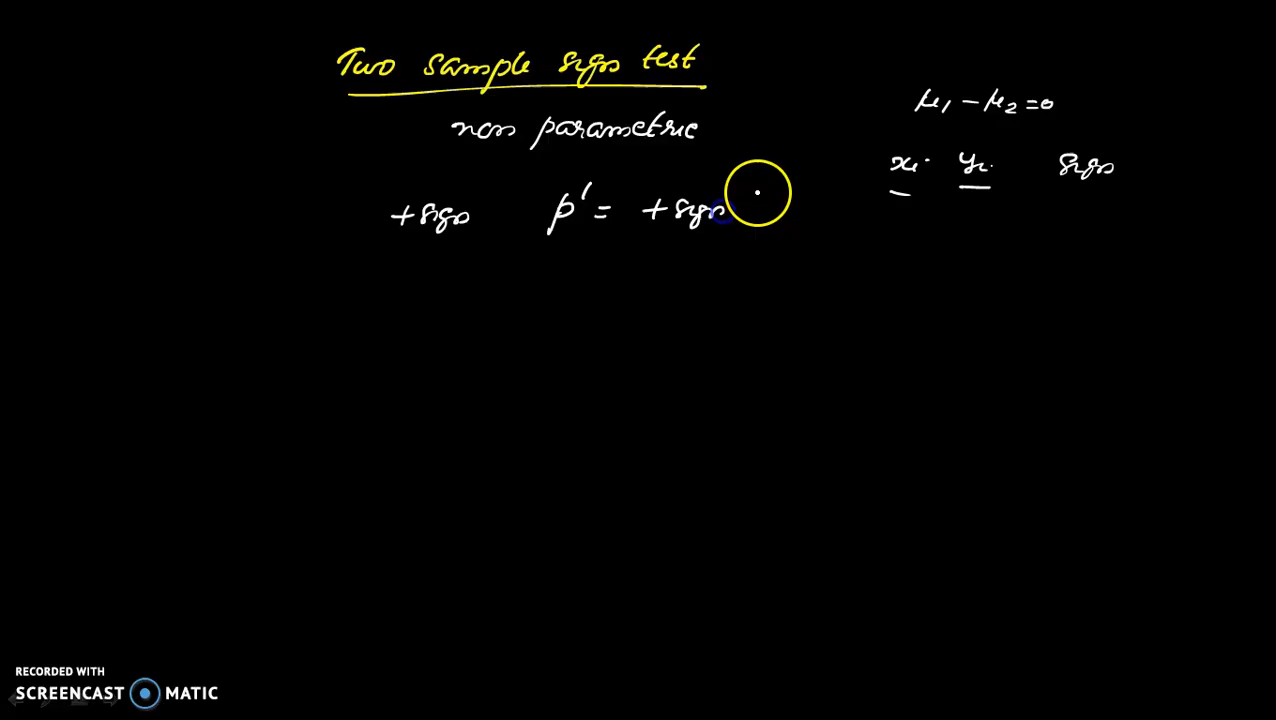 Two sample sign test
non parametric
μ₁ - μ₂ = 0
xᵢ yᵢ sign
+sign p' = +sign
RECORDED WITH
SCREENCAST MATIC